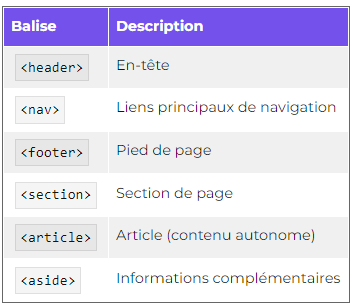 Balise Description
<header> En-tête
<nav> Liens principaux de navigation
<footer> Pied de page
<section> Section de page
<article> Article (contenu autonome)
<aside> Informations complémentaires